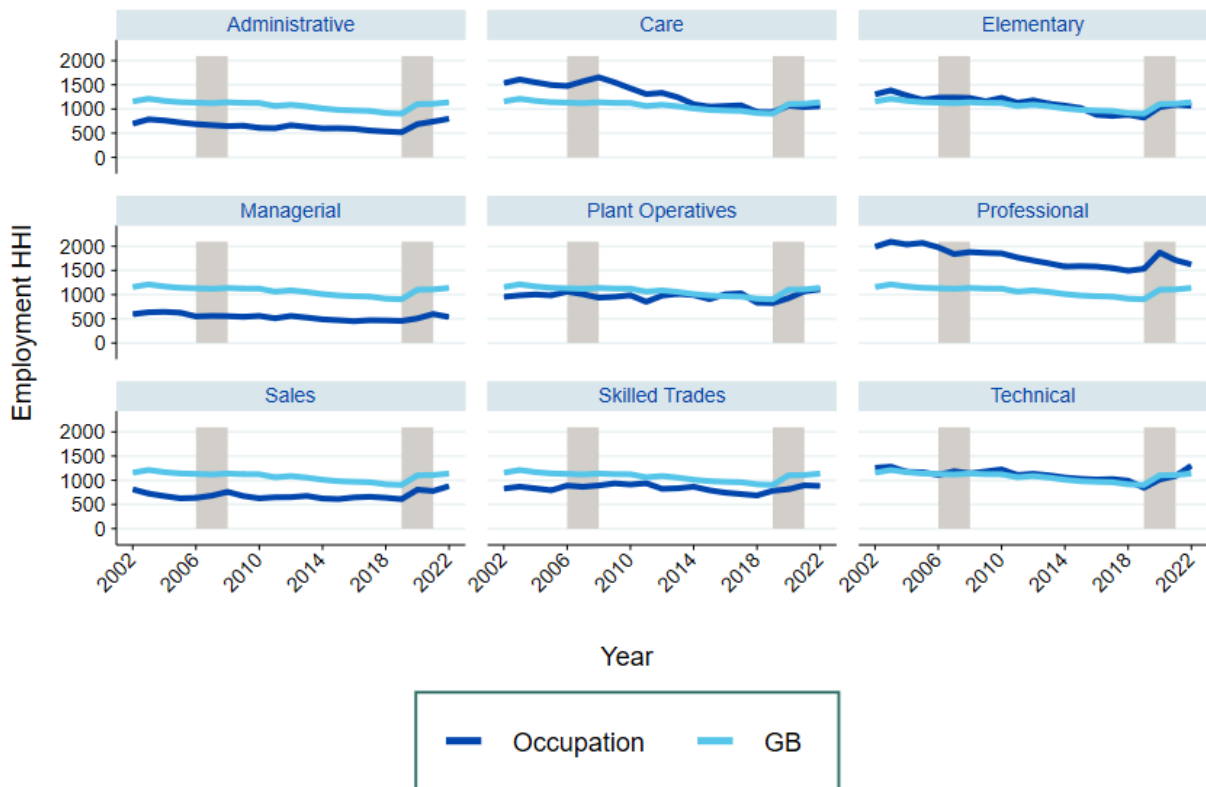 Administrative Care Elementary
2000
1500
1000
500
0
Managerial Plant Operatives Professional
2000
1500
1000
500
0
Employment HHI
Sales Skilled Trades Technical
2000
1500
1000
500
0
2002 2006 2010 2014 2018 2022 2002 2006 2010 2014 2018 2022 2002 2006 2010 2014 2018 2022
Year
Occupation GB